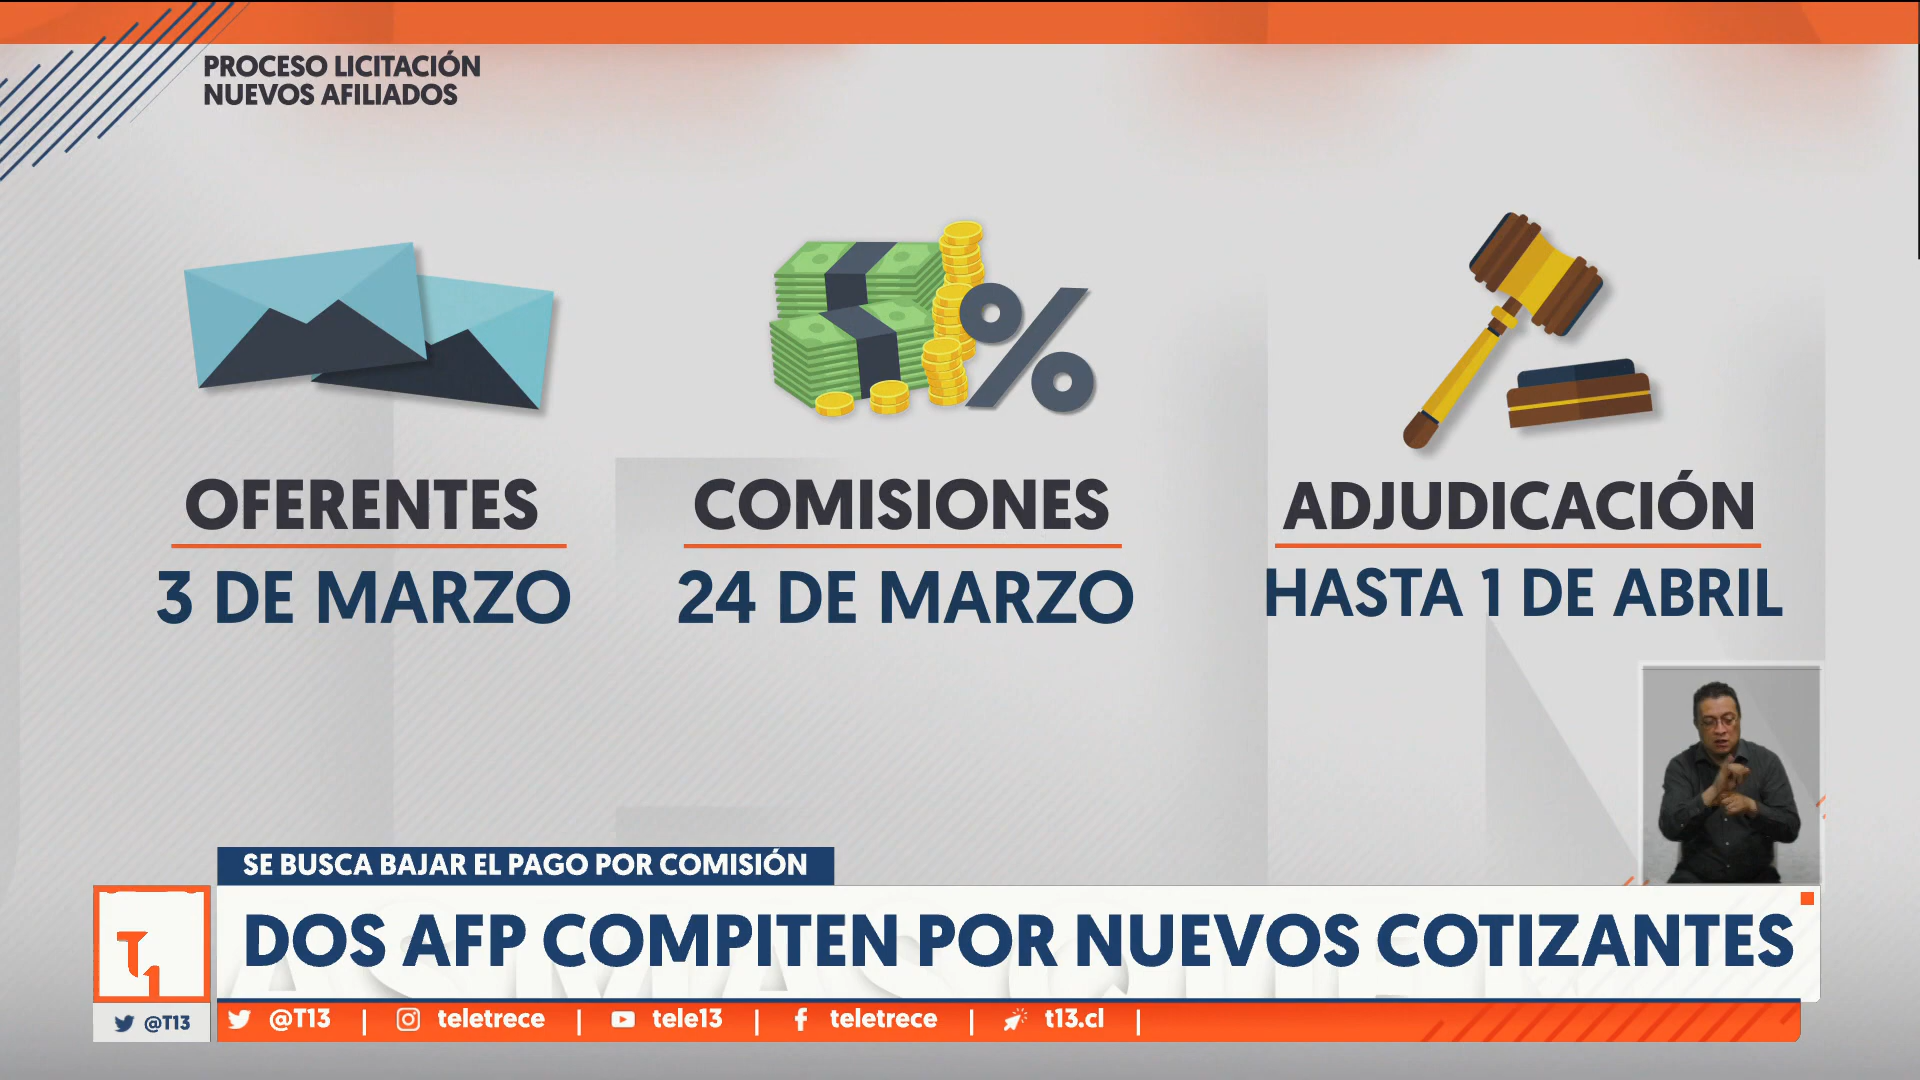 PROCESO LICITACIÓN
NUEVOS AFILIADOS
%
OFERENTES
3 DE MARZO
COMISIONES
24 DE MARZO
ADJUDICACIÓN
HASTA 1 DE ABRIL
SE BUSCA BAJAR EL PAGO POR COMISIÓN
DOS AFP COMPITEN POR NUEVOS COTIZANTES
T1
@T13
@T13 | teletrece | tele13 | teletrece | t13.cl |